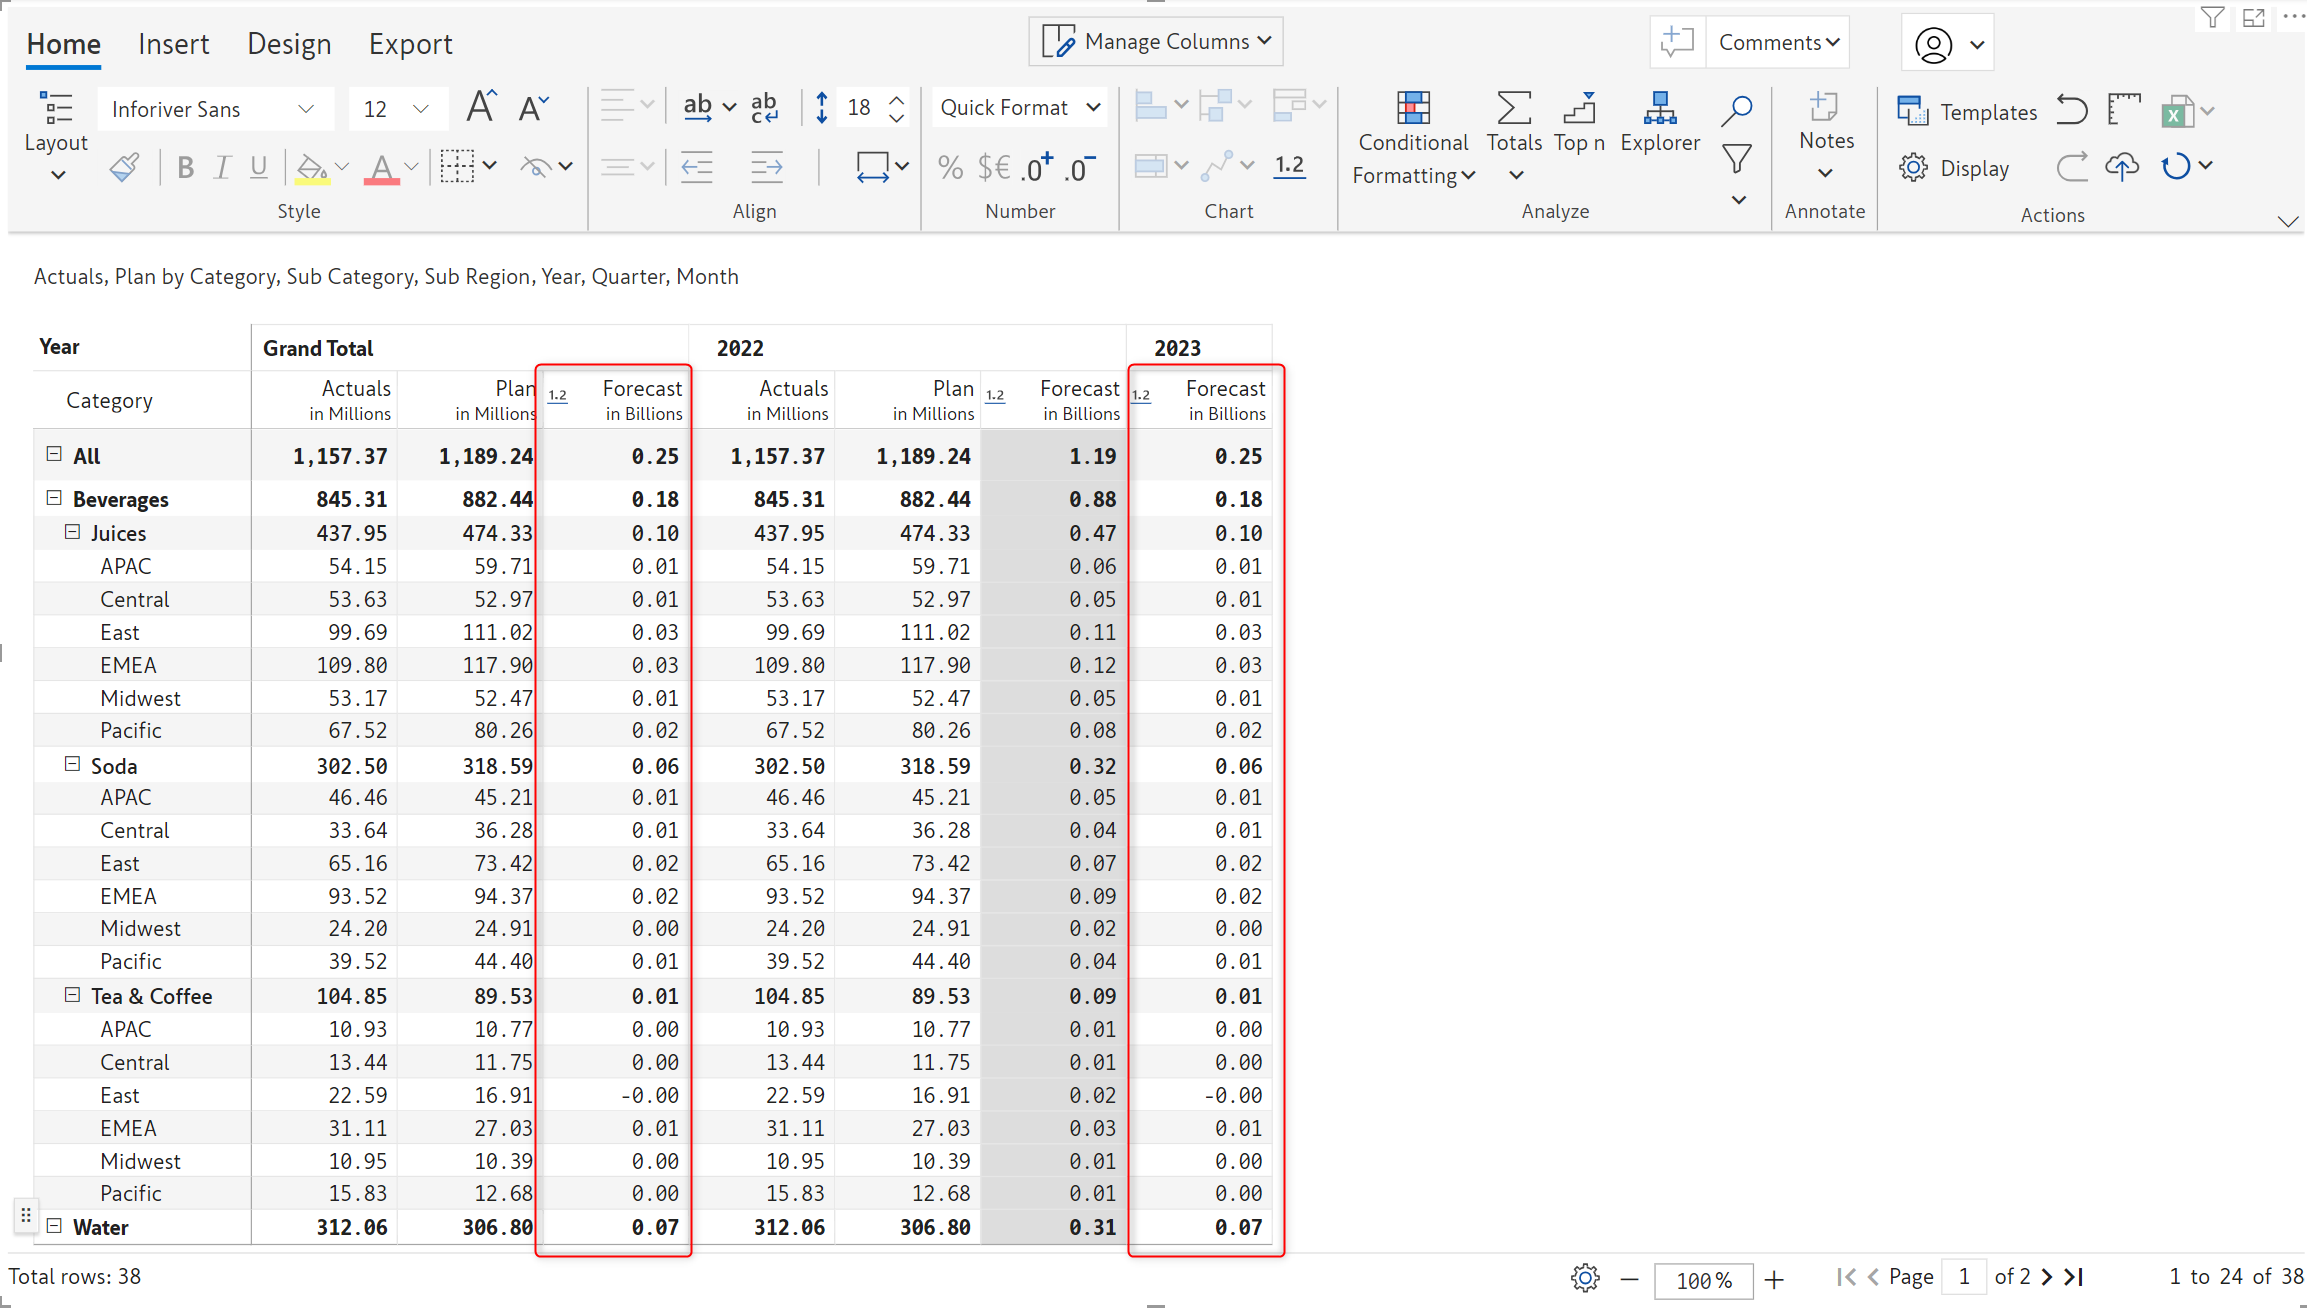 Home Insert Design Export Manage Columns Comments
Inforiver Sans 12 18 Quick Format
Layout Conditional Formatting Totals Top n Explorer Notes Templates
B I U A ab ab c % $€ .0+ .0- 1.2 Display
Style Align Number Chart Analyze Annotate Actions
Actuals, Plan by Category, Sub Category, Sub Region, Year, Quarter, Month
Year Grand Total 2022 2023
Category Actuals Plan 1.2 Forecast Actuals Plan 1.2 Forecast 1.2 Forecast
in Millions in Millions in Billions in Millions in Millions in Billions in Billions
All 1,157.37 1,189.24 0.25 1,157.37 1,189.24 1.19 0.25
Beverages 845.31 882.44 0.18 845.31 882.44 0.88 0.18
Juices 437.95 474.33 0.10 437.95 474.33 0.47 0.10
APAC 54.15 59.71 0.01 54.15 59.71 0.06 0.01
Central 53.63 52.97 0.01 53.63 52.97 0.05 0.01
East 99.69 111.02 0.03 99.69 111.02 0.11 0.03
EMEA 109.80 117.90 0.03 109.80 117.90 0.12 0.03
Midwest 53.17 52.47 0.01 53.17 52.47 0.05 0.01
Pacific 67.52 80.26 0.02 67.52 80.26 0.08 0.02
Soda 302.50 318.59 0.06 302.50 318.59 0.32 0.06
APAC 46.46 45.21 0.01 46.46 45.21 0.05 0.01
Central 33.64 36.28 0.01 33.64 36.28 0.04 0.01
East 65.16 73.42 0.02 65.16 73.42 0.07 0.02
EMEA 93.52 94.37 0.02 93.52 94.37 0.09 0.02
Midwest 24.20 24.91 0.00 24.20 24.91 0.02 0.00
Pacific 39.52 44.40 0.01 39.52 44.40 0.04 0.01
Tea & Coffee 104.85 89.53 0.01 104.85 89.53 0.09 0.01
APAC 10.93 10.77 0.00 10.93 10.77 0.01 0.00
Central 13.44 11.75 0.00 13.44 11.75 0.01 0.00
East 22.59 16.91 -0.00 22.59 16.91 0.02 -0.00
EMEA 31.11 27.03 0.01 31.11 27.03 0.03 0.01
Midwest 10.95 10.39 0.00 10.95 10.39 0.01 0.00
Pacific 15.83 12.68 0.00 15.83 12.68 0.01 0.00
Water 312.06 306.80 0.07 312.06 306.80 0.31 0.07
Total rows: 38 100% Page 1 of 2 1 to 24 of 38